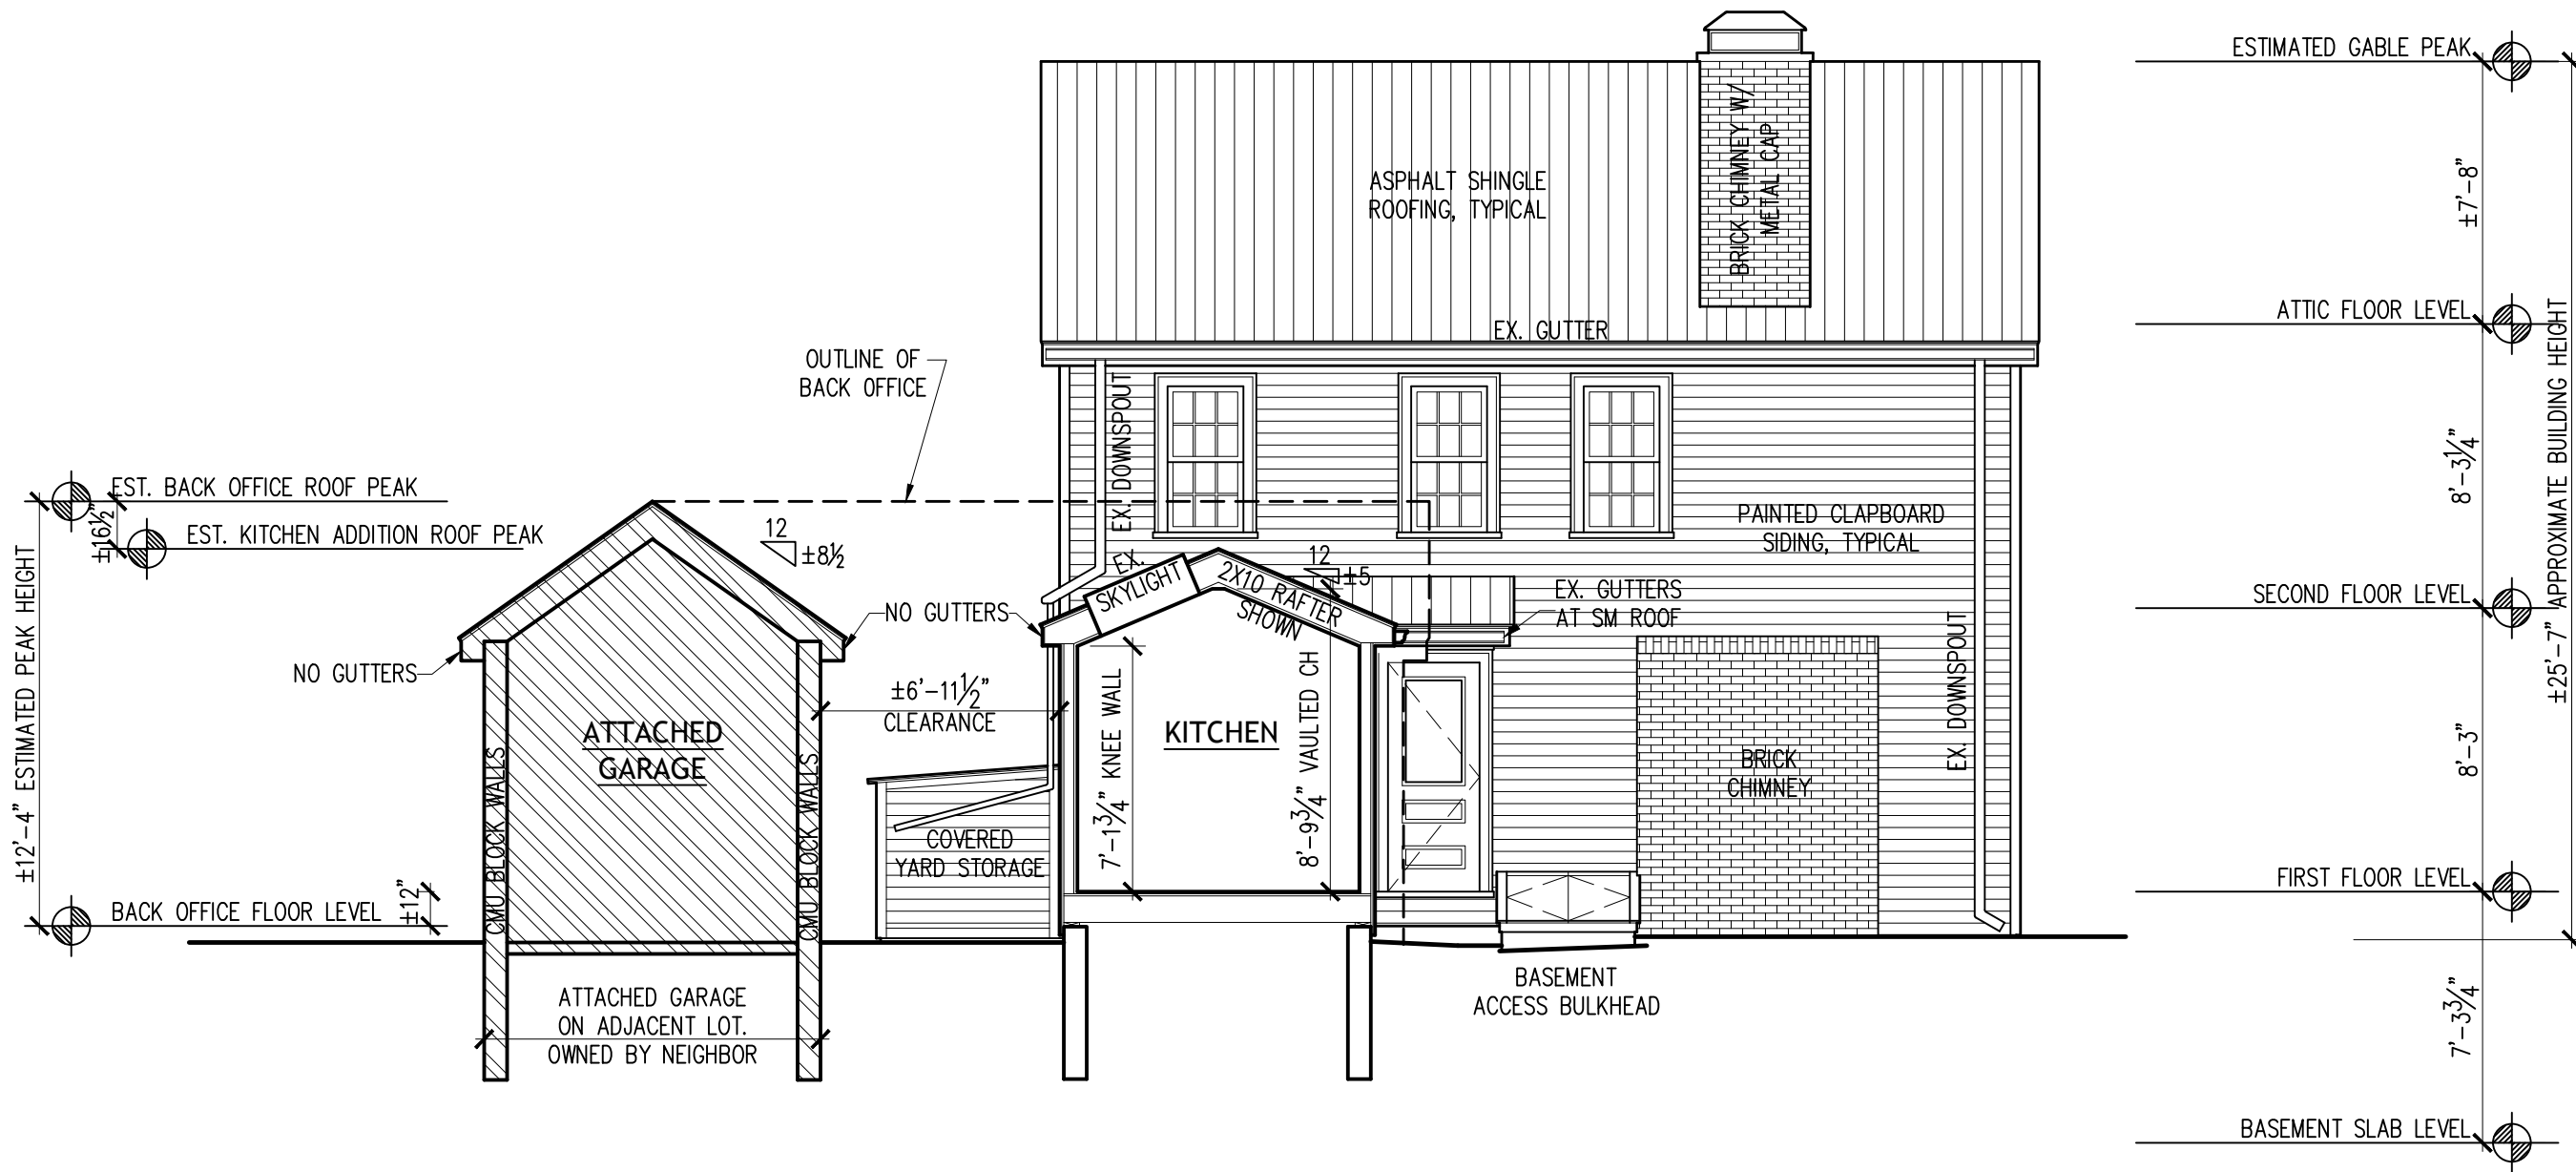 ESTIMATED GABLE PEAK
BRICK CHIMNEY W/
METAL CAP
±7'-8"
ASPHALT SHINGLE
ROOFING, TYPICAL
ATTIC FLOOR LEVEL
EX. GUTTER
±25'-7" APPROXIMATE BUILDING HEIGHT
OUTLINE OF
BACK OFFICE
EX. DOWNSPOUT
8'-3¼"
EST. BACK OFFICE ROOF PEAK
±16½"
EST. KITCHEN ADDITION ROOF PEAK
12
±8½
PAINTED CLAPBOARD
SIDING, TYPICAL
EX.
SKYLIGHT
2X10 RAFTER
SHOWN
12
±5
EX. GUTTERS
AT SM ROOF
SECOND FLOOR LEVEL
NO GUTTERS
NO GUTTERS
±12'-4" ESTIMATED PEAK HEIGHT
±6'-11½"
CLEARANCE
EX. DOWNSPOUT
ATTACHED
GARAGE
KITCHEN
7'-1¾" KNEE WALL
8'-9¾" VAULTED CH
BRICK
CHIMNEY
8'-3"
CMU BLOCK WALLS
CMU BLOCK WALLS
COVERED
YARD STORAGE
FIRST FLOOR LEVEL
BACK OFFICE FLOOR LEVEL
±12"
BASEMENT
ACCESS BULKHEAD
ATTACHED GARAGE
ON ADJACENT LOT.
OWNED BY NEIGHBOR
7'-3¾"
BASEMENT SLAB LEVEL